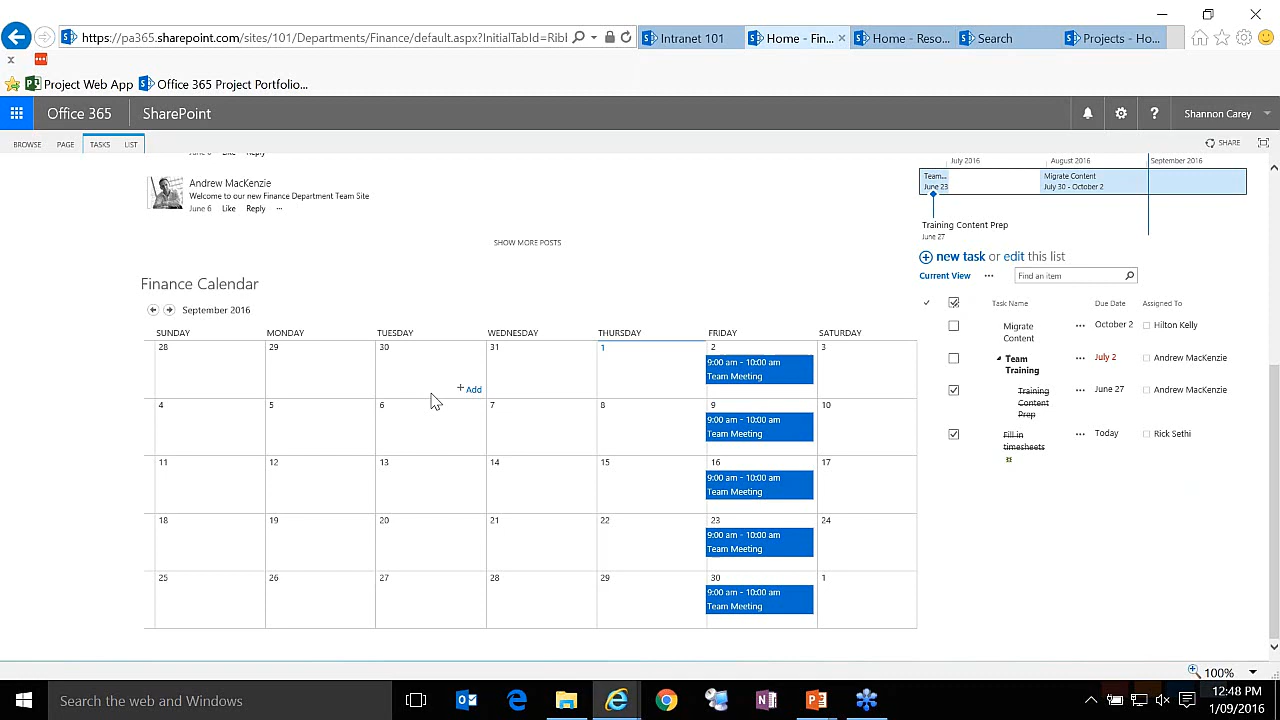 https://pa365.sharepoint.com/sites/101/Departments/Finance/default.aspx?InitialTabId=Ribl
Intranet 101
Home - Fin...
Home - Reso...
Search
Projects - Ho...
x
Project Web App
Office 365 Project Portfolio...
Office 365
SharePoint
?
Shannon Carey
BROWSE
PAGE
TASKS
LIST
SHARE
Andrew MacKenzie
Welcome to our new Finance Department Team Site
June 6 Like Reply ...
SHOW MORE POSTS
July 2016
August 2016
September 2016
Team...
June 23
Migrate Content
July 30 - October 2
Training Content Prep
June 27
new task or edit this list
Current View ...
Find an item
Task Name
Due Date
Assigned To
Migrate Content
...
October 2
Hilton Kelly
Team Training
...
July 2
Andrew MacKenzie
Training Content Prep
...
June 27
Andrew MacKenzie
Fill in timesheets
...
Today
Rick Sethi
Finance Calendar
September 2016
SUNDAY MONDAY TUESDAY WEDNESDAY THURSDAY FRIDAY SATURDAY
28 29 30 31 1 2 3
9:00 am - 10:00 am
Team Meeting
+ Add
4 5 6 7 8 9 10
9:00 am - 10:00 am
Team Meeting
11 12 13 14 15 16 17
9:00 am - 10:00 am
Team Meeting
18 19 20 21 22 23 24
9:00 am - 10:00 am
Team Meeting
25 26 27 28 29 30 1
9:00 am - 10:00 am
Team Meeting
100%
Search the web and Windows
12:48 PM
1/09/2016